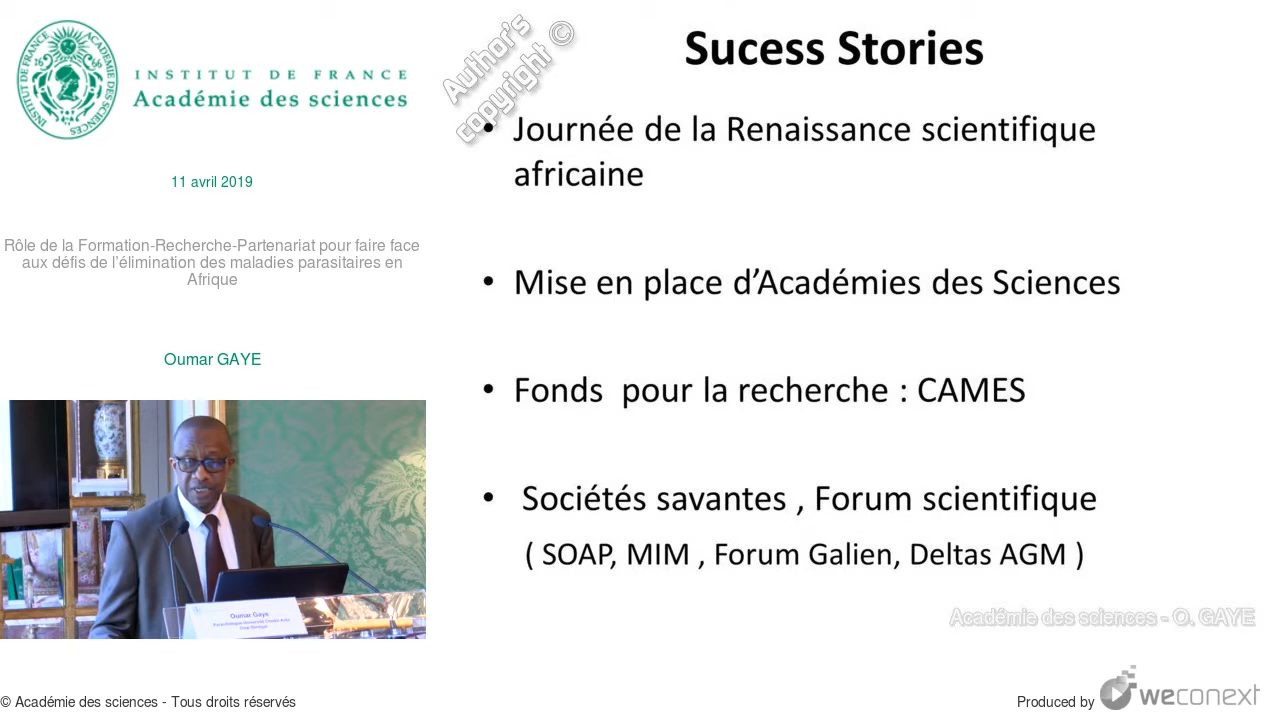 INSTITUT DE FRANCE
Académie des sciences
11 avril 2019
Rôle de la Formation-Recherche-Partenariat pour faire face
aux défis de l'élimination des maladies parasitaires en
Afrique
Oumar GAYE
Oumar Gaye
Author's
copyright ©
Sucess Stories
• Journée de la Renaissance scientifique
africaine
• Mise en place d'Académies des Sciences
• Fonds pour la recherche : CAMES
• Sociétés savantes , Forum scientifique
( SOAP, MIM , Forum Galien, Deltas AGM )
Académie des sciences - O. GAYE
© Académie des sciences - Tous droits réservés
Produced by weconext